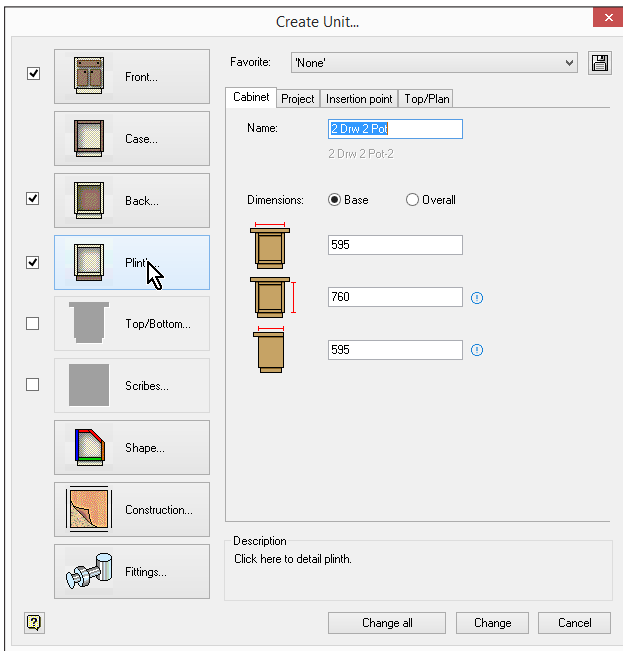 Create Unit...
Front...
Case...
Back...
Top/Bottom...
Scribes...
Shape...
Construction...
Fittings...
Favorite: 'None'
Cabinet Project Insertion point Top/Plan
Name: 2 Drw 2 Pot
2 Drw 2 Pot-2
Dimensions: Base Overall
595
760
595
Description
Click here to detail plinth.
Change all Change Cancel